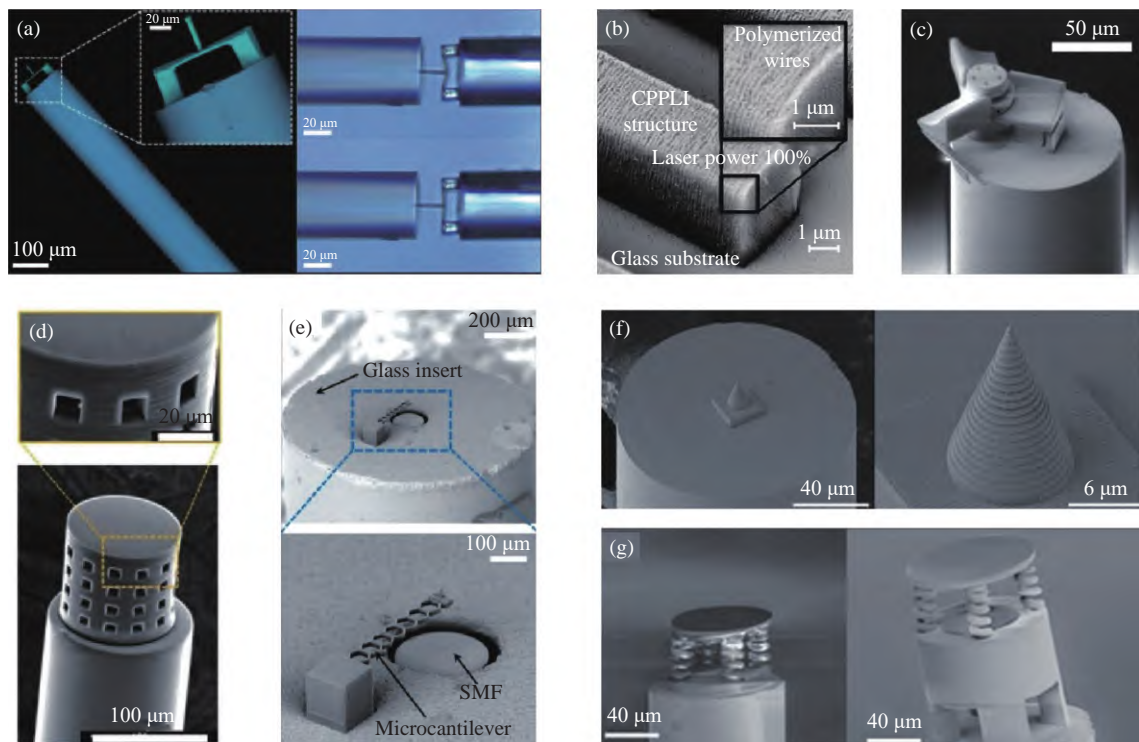 (a)
20 μm
100 μm
20 μm
20 μm
(b)
Polymerized
wires
CPPLI
structure
1 μm
Laser power 100%
1 μm
Glass substrate
(c)
50 μm
(d)
20 μm
100 μm
(e)
200 μm
Glass insert
100 μm
SMF
Microcantilever
(f)
40 μm
6 μm
(g)
40 μm
40 μm